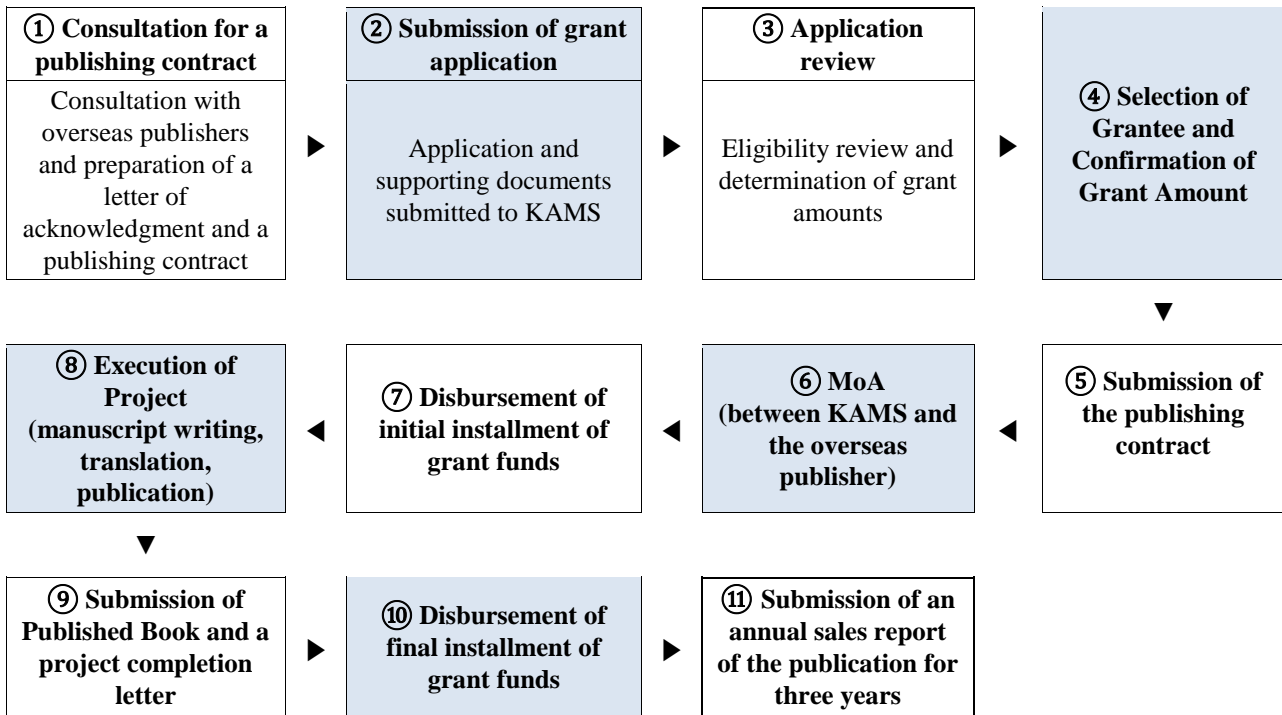 ① Consultation for a
publishing contract
Consultation with
overseas publishers
and preparation of a
letter of
acknowledgment and a
publishing contract
② Submission of grant
application
Application and
supporting documents
submitted to KAMS
③ Application
review
Eligibility review and
determination of grant
amounts
④ Selection of
Grantee and
Confirmation of
Grant Amount
⑤ Submission of
the publishing
contract
⑥ MoA
(between KAMS and
the overseas
publisher)
⑦ Disbursement of
initial installment of
grant funds
⑧ Execution of
Project
(manuscript writing,
translation,
publication)
⑨ Submission of
Published Book and a
project completion
letter
⑩ Disbursement of
final installment of
grant funds
⑪ Submission of an
annual sales report
of the publication for
three years